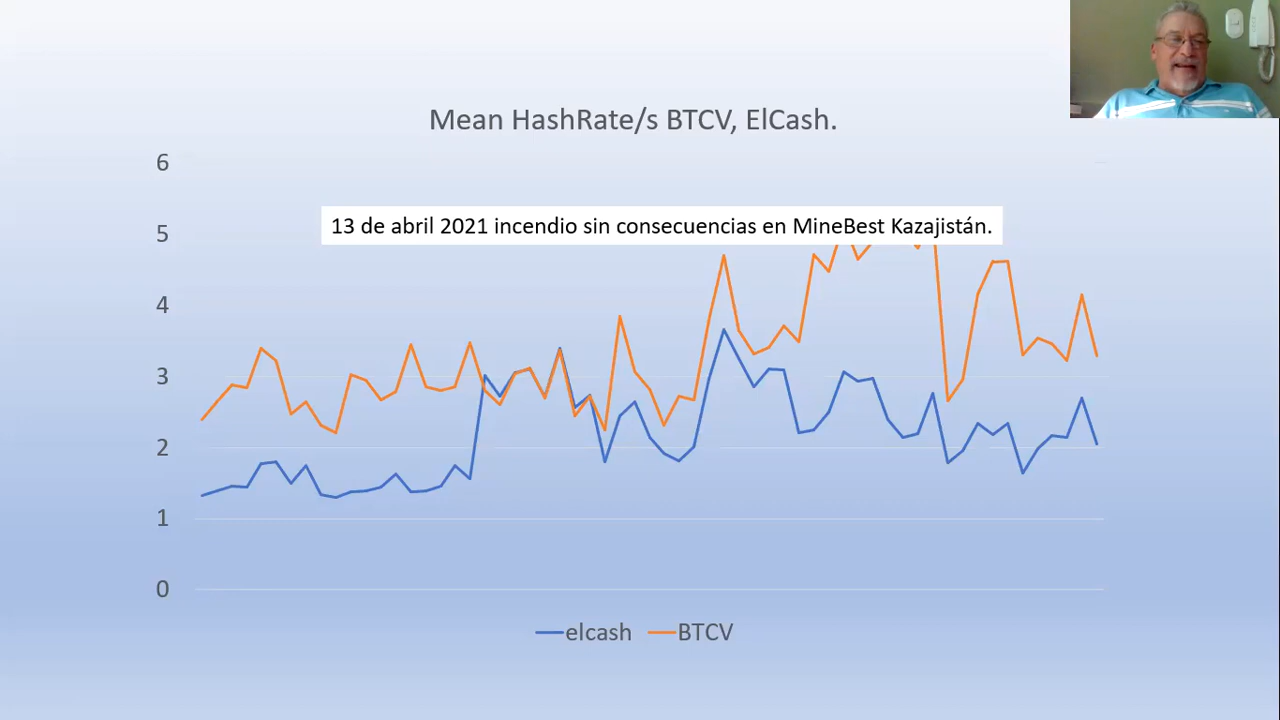 Mean HashRate/s BTCV, ElCash.
6
13 de abril 2021 incendio sin consecuencias en MineBest Kazajistán.
5
4
3
2
1
0
elcash BTCV